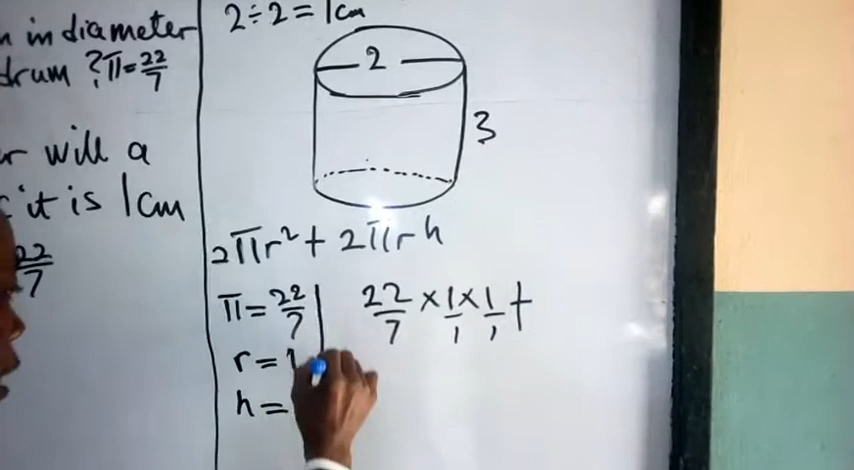 in diameter
drum ? π=22/7
will a
it is 1cm
22/7
2÷2=1cm
2
3
2πr²+2πrh
π=22/7
22/7 × 1/1 × 1/1 +
r=1
h=